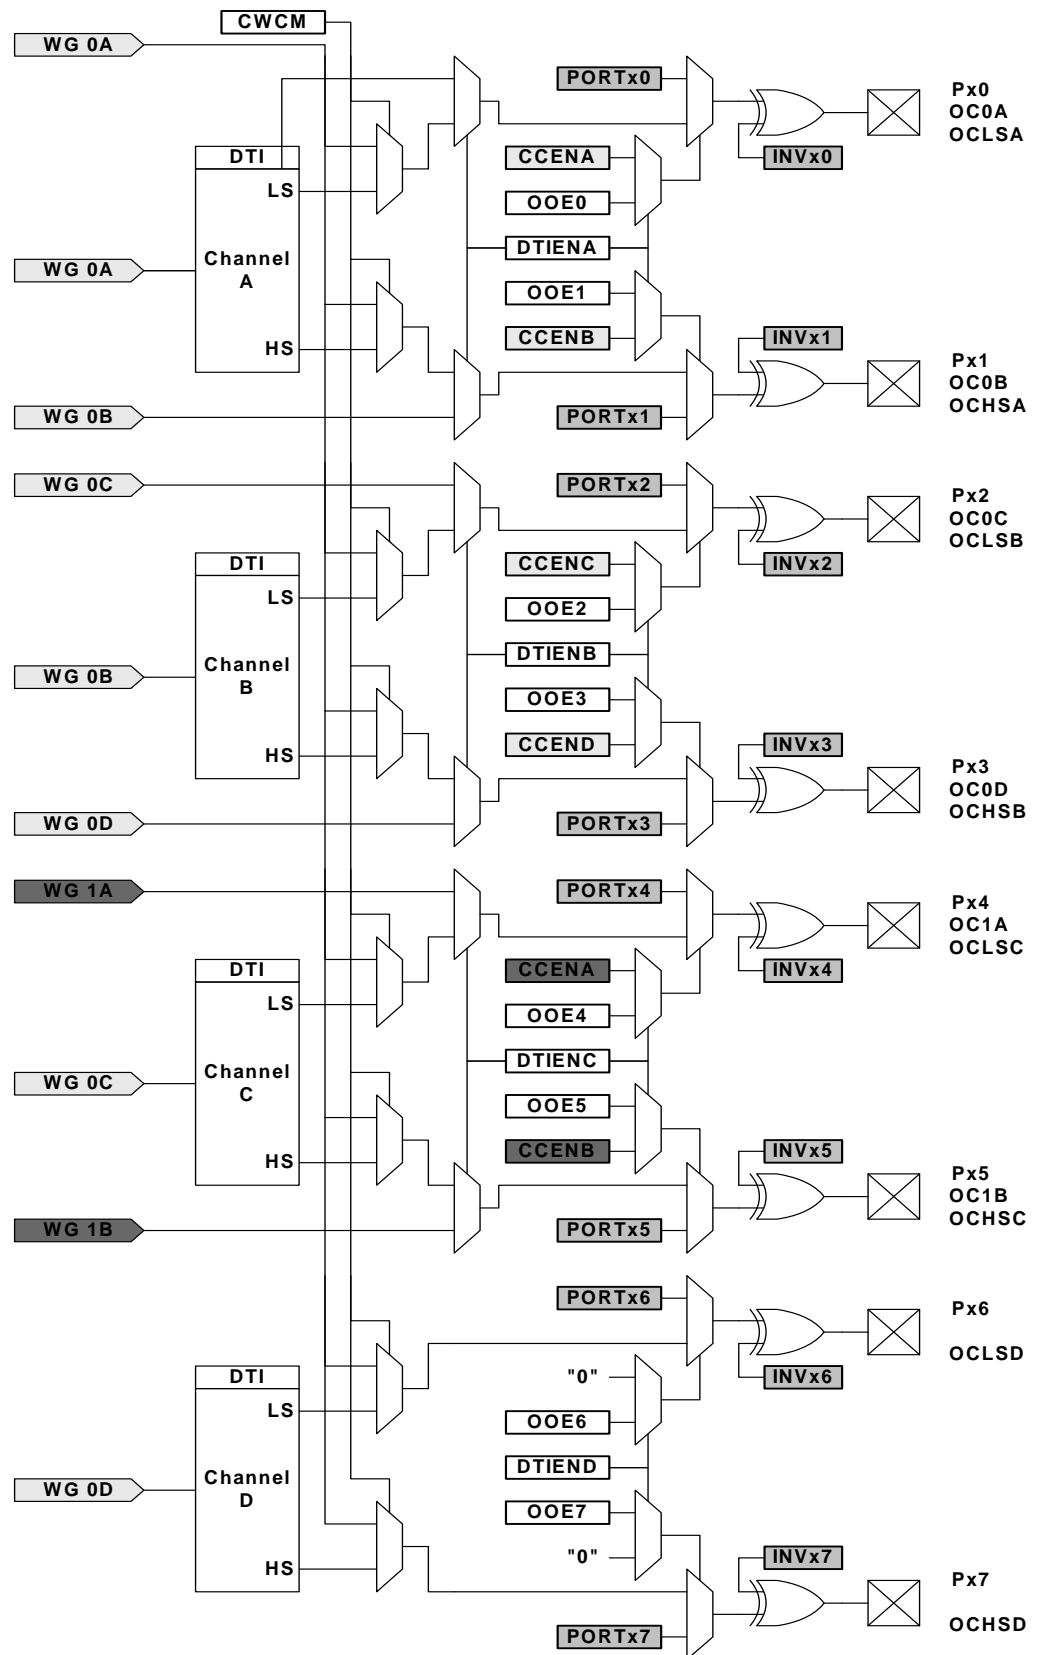 CWCM
WG 0A
PORTx0
Px0
OC0A
OCLSA
DTI
CCENA
INVx0
LS
OOE0
Channel
A
WG 0A
DTIENA
OOE1
HS
CCENB
INVx1
Px1
OC0B
OCHSA
WG 0B
PORTx1
WG 0C
PORTx2
Px2
OC0C
OCLSB
DTI
CCENC
INVx2
LS
OOE2
Channel
B
WG 0B
DTIENB
OOE3
HS
CCEND
INVx3
Px3
OC0D
OCHSB
WG 0D
PORTx3
WG 1A
PORTx4
Px4
OC1A
OCLSC
DTI
CCENA
INVx4
LS
OOE4
Channel
C
WG 0C
DTIENC
OOE5
HS
CCENB
INVx5
Px5
OC1B
OCHSC
WG 1B
PORTx5
PORTx6
Px6
OCLSD
DTI
"0"
INVx6
LS
OOE6
Channel
D
WG 0D
DTIEND
OOE7
HS
"0"
INVx7
Px7
OCHSD
PORTx7